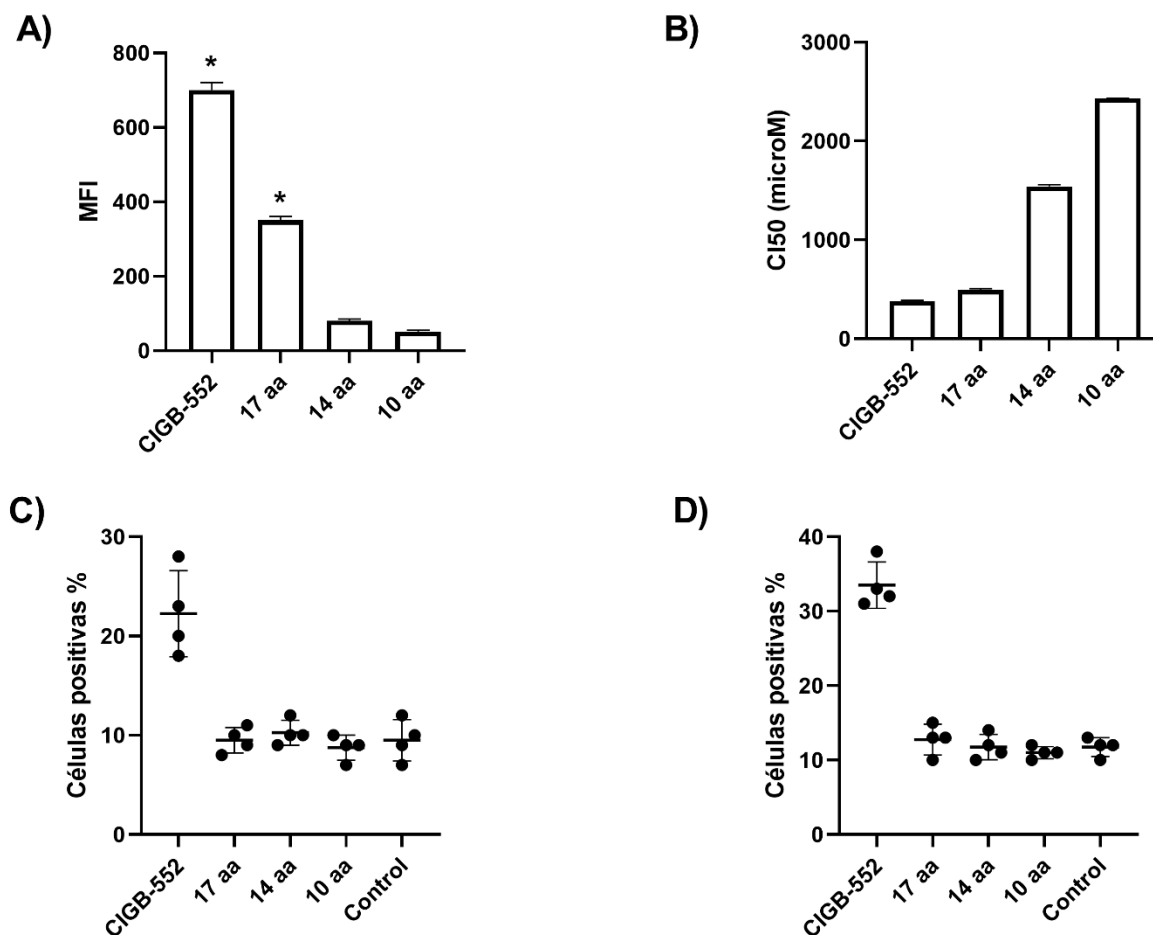 A)
800
600
400
200
0
MFI
*
*
CIGB-552
17 aa
14 aa
10 aa
B)
3000
2000
1000
0
CI50 (microM)
CIGB-552
17 aa
14 aa
10 aa
C)
30
20
10
0
Células positivas %
CIGB-552
17 aa
14 aa
10 aa
Control
D)
40
30
20
10
0
Células positivas %
CIGB-552
17 aa
14 aa
10 aa
Control